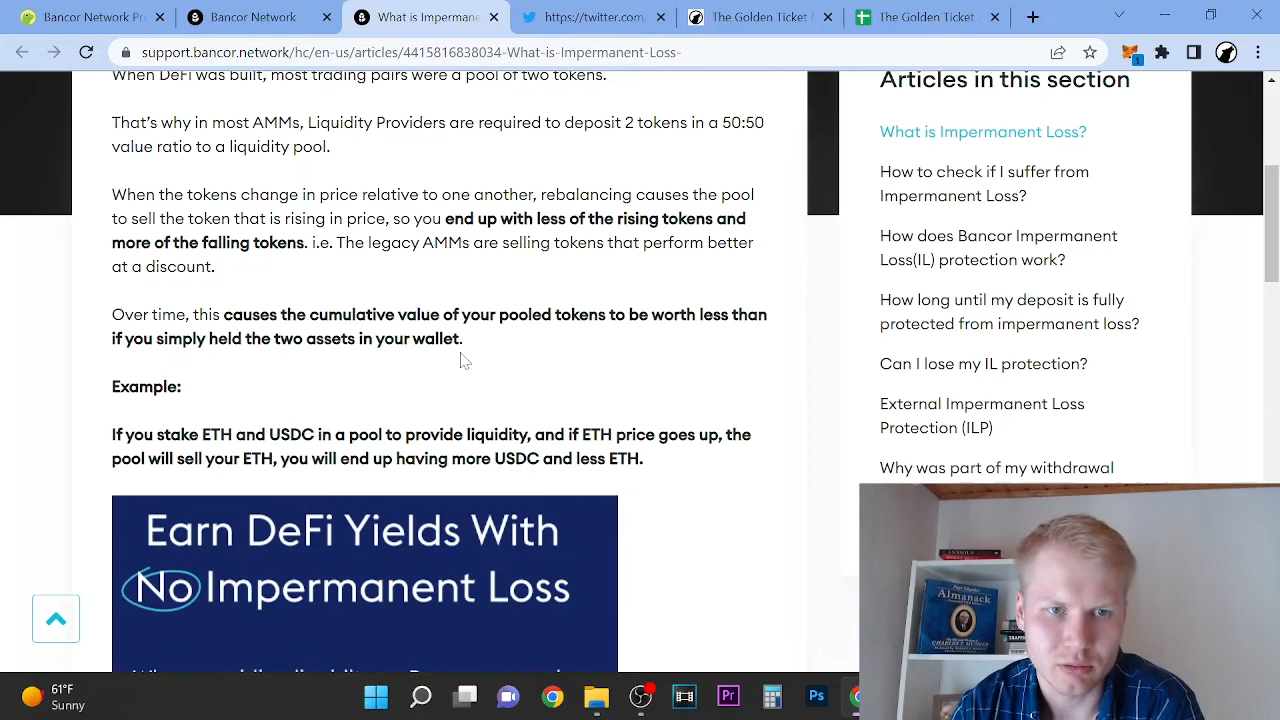 Bancor Network Pr
Bancor Network
What is Impermane
https://twitter.com
The Golden Ticket
The Golden Ticket
support.bancor.network/hc/en-us/articles/4415816838034-What-is-Impermanent-Loss-
1
When DeFi was built, most trading pairs were a pool of two tokens.
That's why in most AMMs, Liquidity Providers are required to deposit 2 tokens in a 50:50
value ratio to a liquidity pool.
When the tokens change in price relative to one another, rebalancing causes the pool
to sell the token that is rising in price, so you end up with less of the rising tokens and
more of the falling tokens. i.e. The legacy AMMs are selling tokens that perform better
at a discount.
Over time, this causes the cumulative value of your pooled tokens to be worth less than
if you simply held the two assets in your wallet.
Example:
If you stake ETH and USDC in a pool to provide liquidity, and if ETH price goes up, the
pool will sell your ETH, you will end up having more USDC and less ETH.
Earn DeFi Yields With
No Impermanent Loss
Articles in this section
What is Impermanent Loss?
How to check if I suffer from
Impermanent Loss?
How does Bancor Impermanent
Loss(IL) protection work?
How long until my deposit is fully
protected from impermanent loss?
Can I lose my IL protection?
External Impermanent Loss
Protection (ILP)
Why was part of my withdrawal
ANXIOUS
Poor Charlie's
Almanack
CHARLES T. MUNGER
61°F
Sunny
Pr
Ps